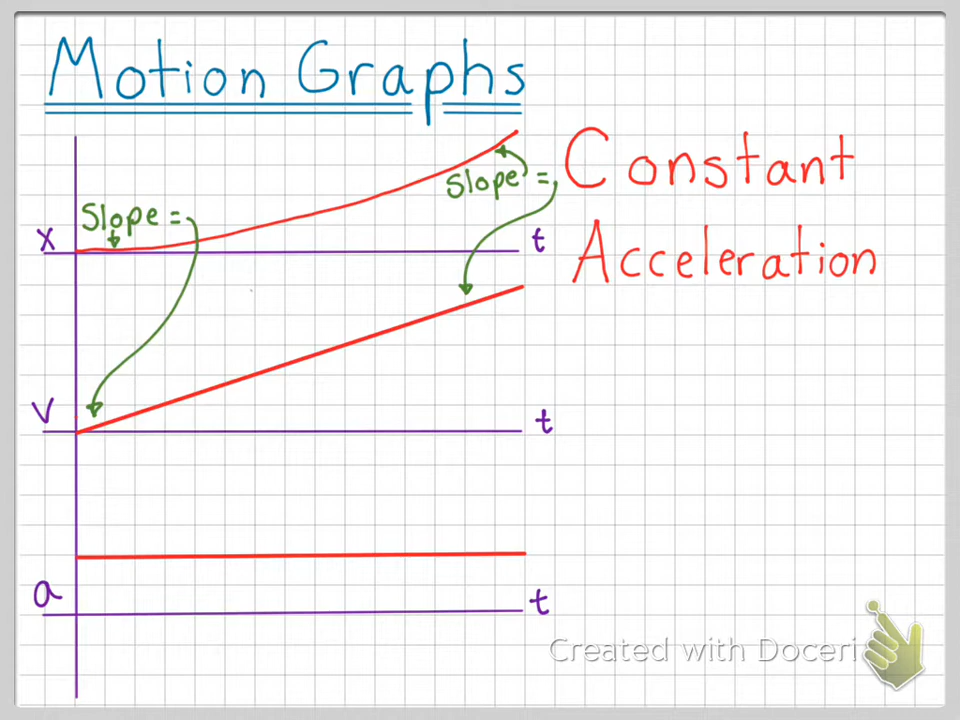 Motion Graphs
Constant
Acceleration
Slope =
Slope =
x
t
v
t
a
t
Created with Doceri